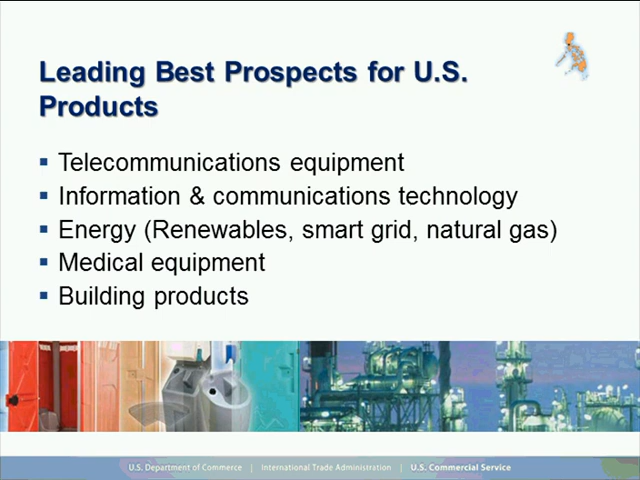 Leading Best Prospects for U.S.
Products
▪ Telecommunications equipment
▪ Information & communications technology
▪ Energy (Renewables, smart grid, natural gas)
▪ Medical equipment
▪ Building products
U.S. Department of Commerce | International Trade Administration | U.S. Commercial Service